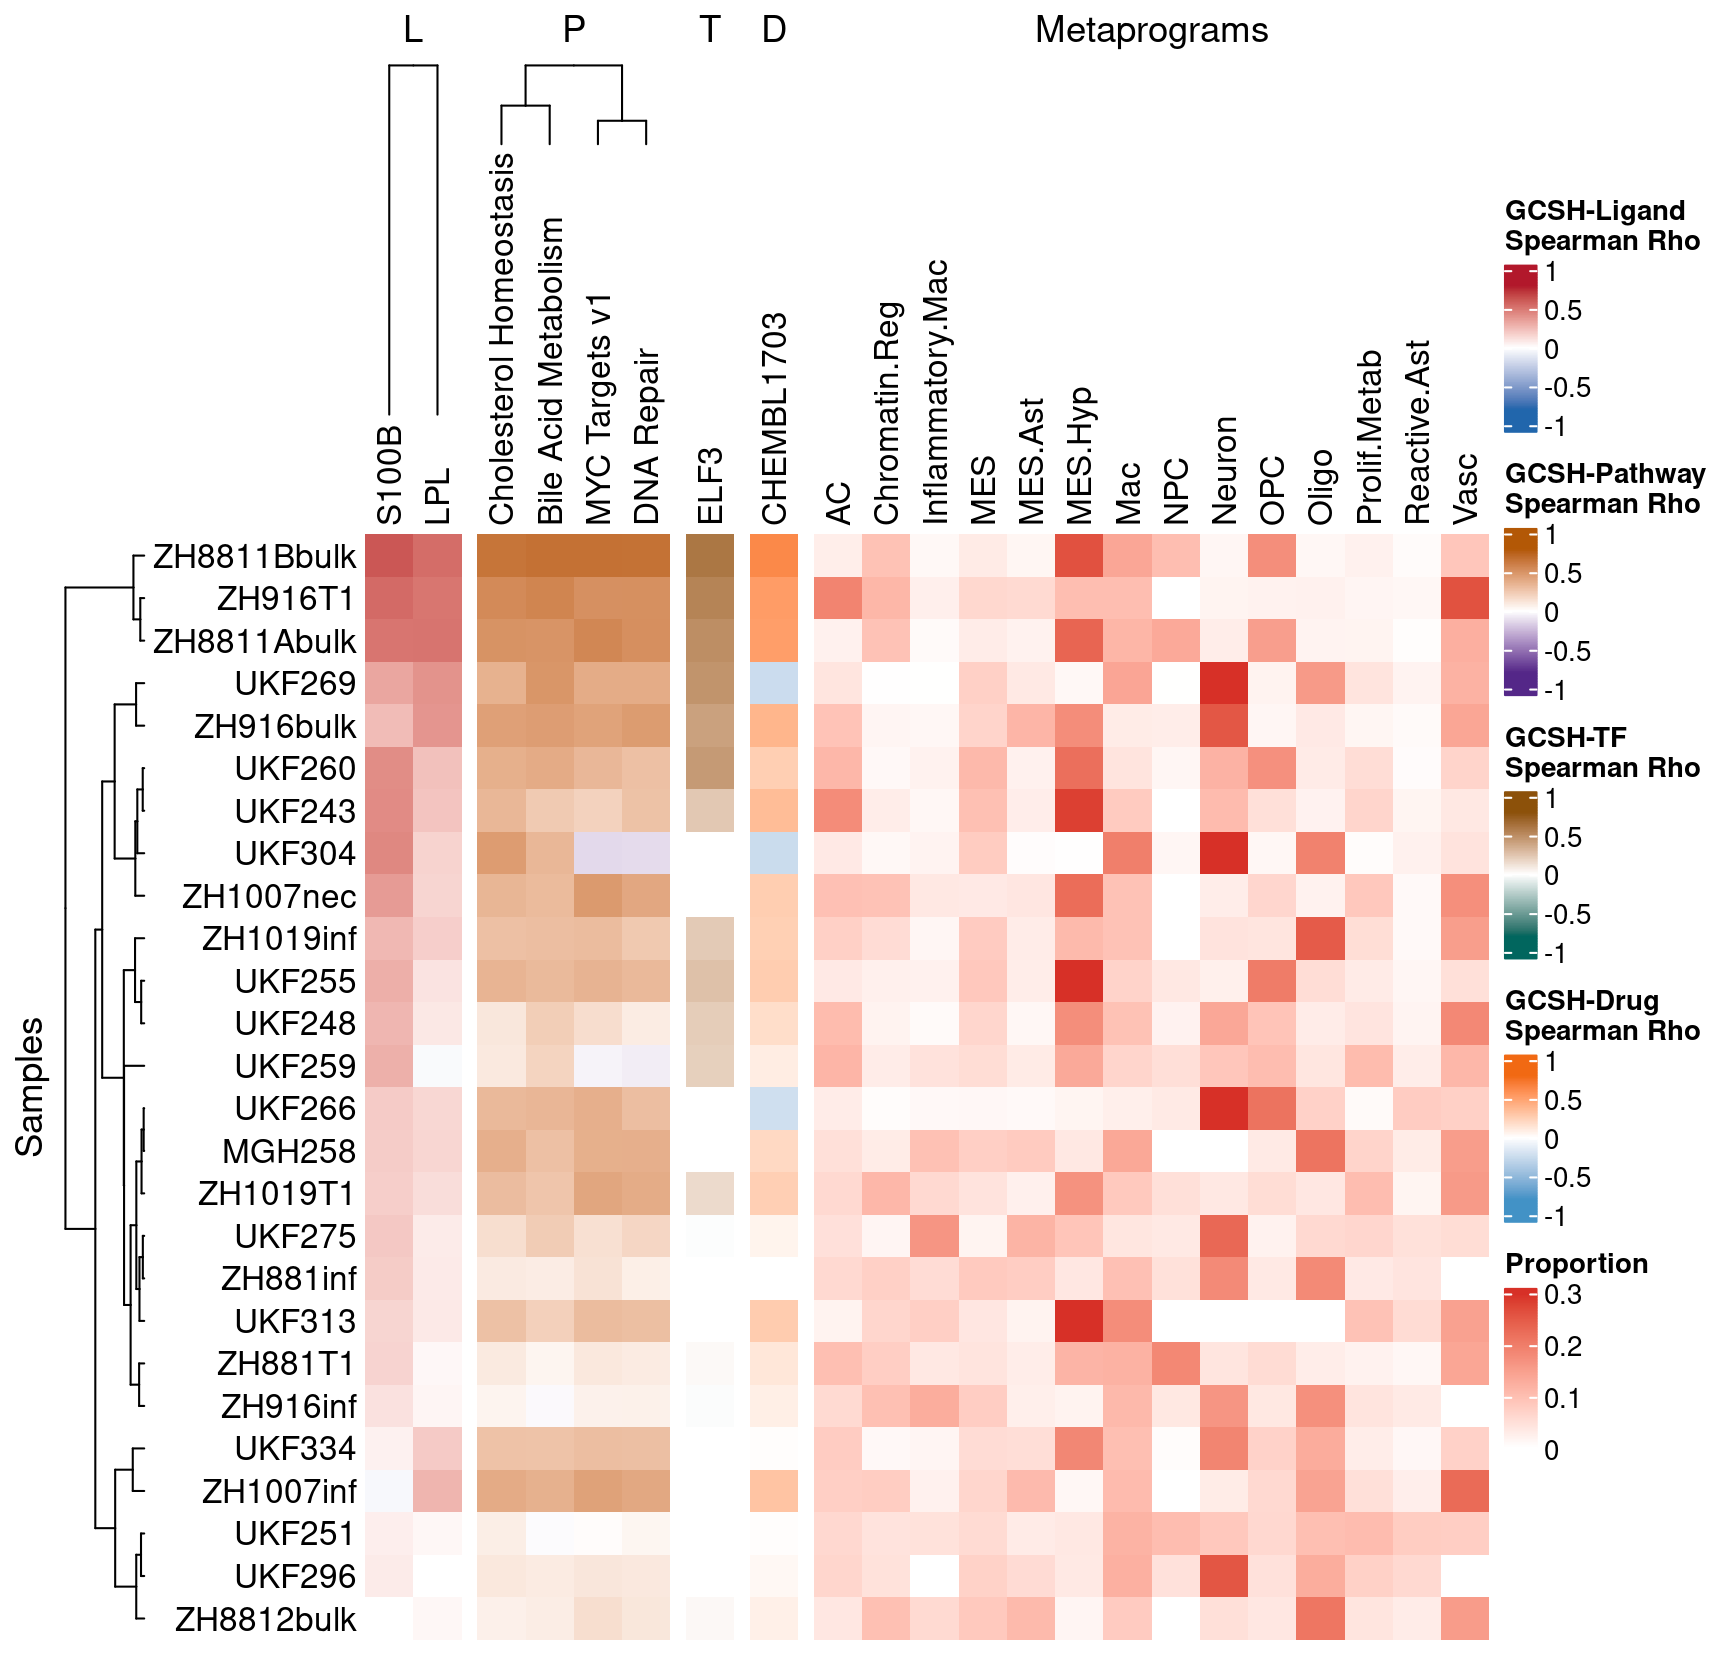 L P T D Metaprograms
S100B
LPL
Cholesterol Homeostasis
Bile Acid Metabolism
MYC Targets v1
DNA Repair
ELF3
CHEMBL1703
AC
Chromatin.Reg
Inflammatory.Mac
MES
MES.Ast
MES.Hyp
Mac
NPC
Neuron
OPC
Oligo
Prolif.Metab
Reactive.Ast
Vasc
Samples
ZH8811Bbulk
ZH916T1
ZH8811Abulk
UKF269
ZH916bulk
UKF260
UKF243
UKF304
ZH1007nec
ZH1019inf
UKF255
UKF248
UKF259
UKF266
MGH258
ZH1019T1
UKF275
ZH881inf
UKF313
ZH881T1
ZH916inf
UKF334
ZH1007inf
UKF251
UKF296
ZH8812bulk
GCSH-Ligand
Spearman Rho
1
0.5
0
-0.5
-1
GCSH-Pathway
Spearman Rho
1
0.5
0
-0.5
-1
GCSH-TF
Spearman Rho
1
0.5
0
-0.5
-1
GCSH-Drug
Spearman Rho
1
0.5
0
-0.5
-1
Proportion
0.3
0.2
0.1
0